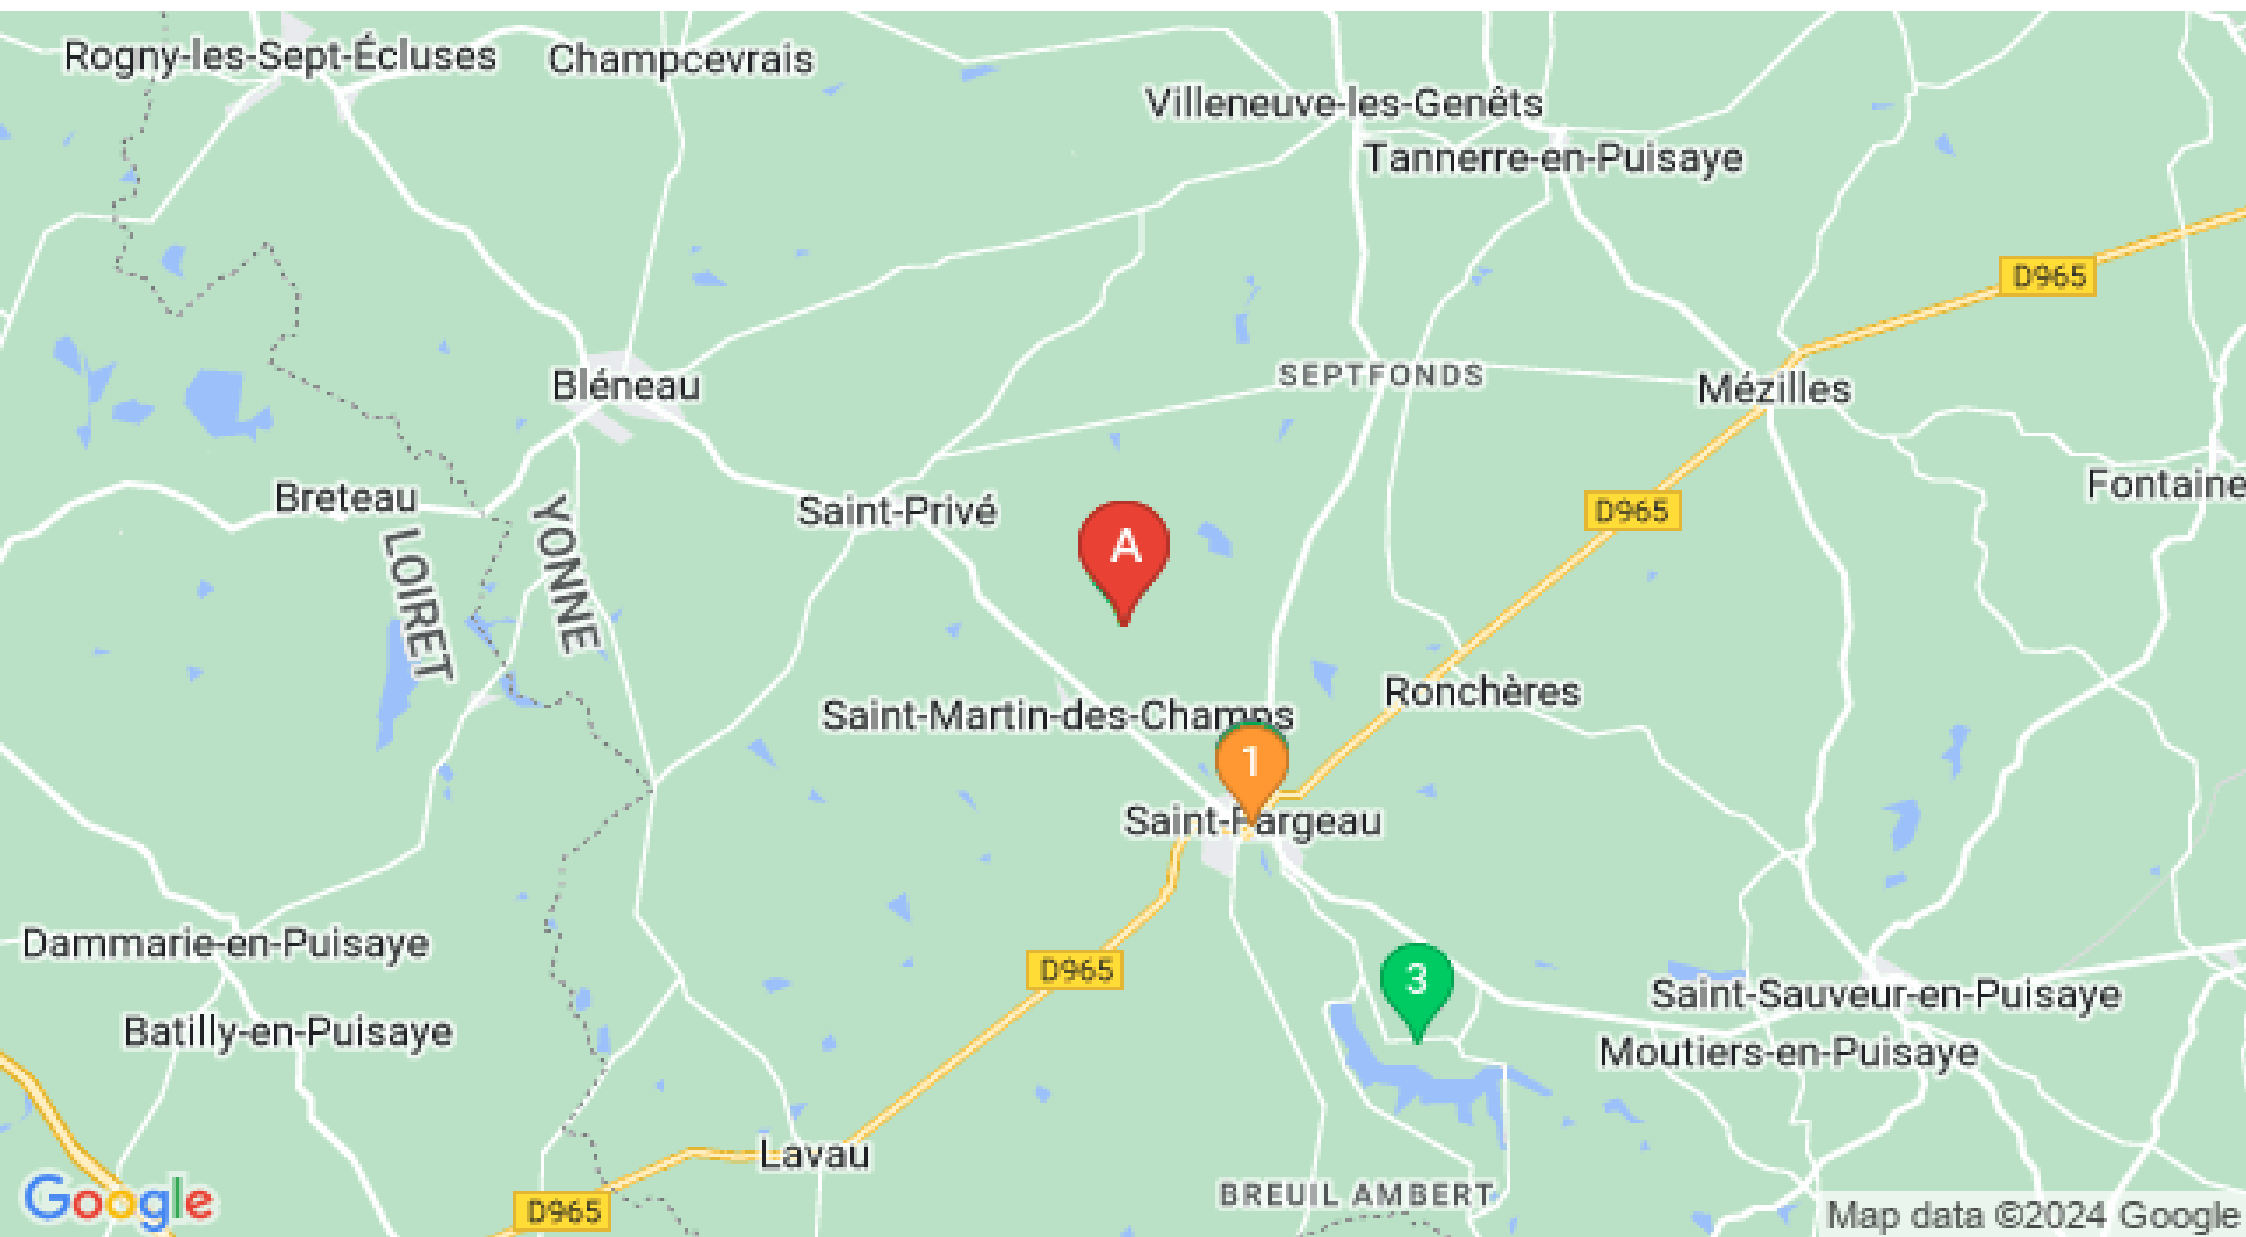 Rogny-les-Sept-Écluses
Champcevrais
Villeneuve-les-Genêts
Tannerre-en-Puisaye
D965
SEPTFONDS
Bléneau
Mézilles
Fontaine
Breteau
Saint-Privé
D965
A
LOIRET
YONNE
Ronchères
Saint-Martin-des-Champs
1
Saint-Fargeau
Dammarie-en-Puisaye
D965
3
Saint-Sauveur-en-Puisaye
Batilly-en-Puisaye
Moutiers-en-Puisaye
Lavau
BREUIL AMBERT
Google
D965
Map data ©2024 Google